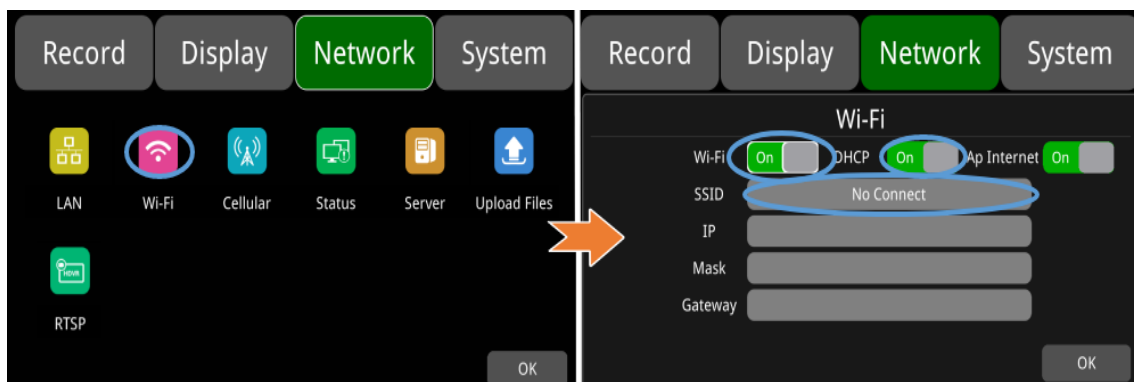 Record Display Network System
LAN Wi-Fi Cellular Status Server Upload Files
HDVR
RTSP
OK
Record Display Network System
Wi-Fi
Wi-Fi On DHCP On Ap Internet On
SSID No Connect
IP
Mask
Gateway
OK